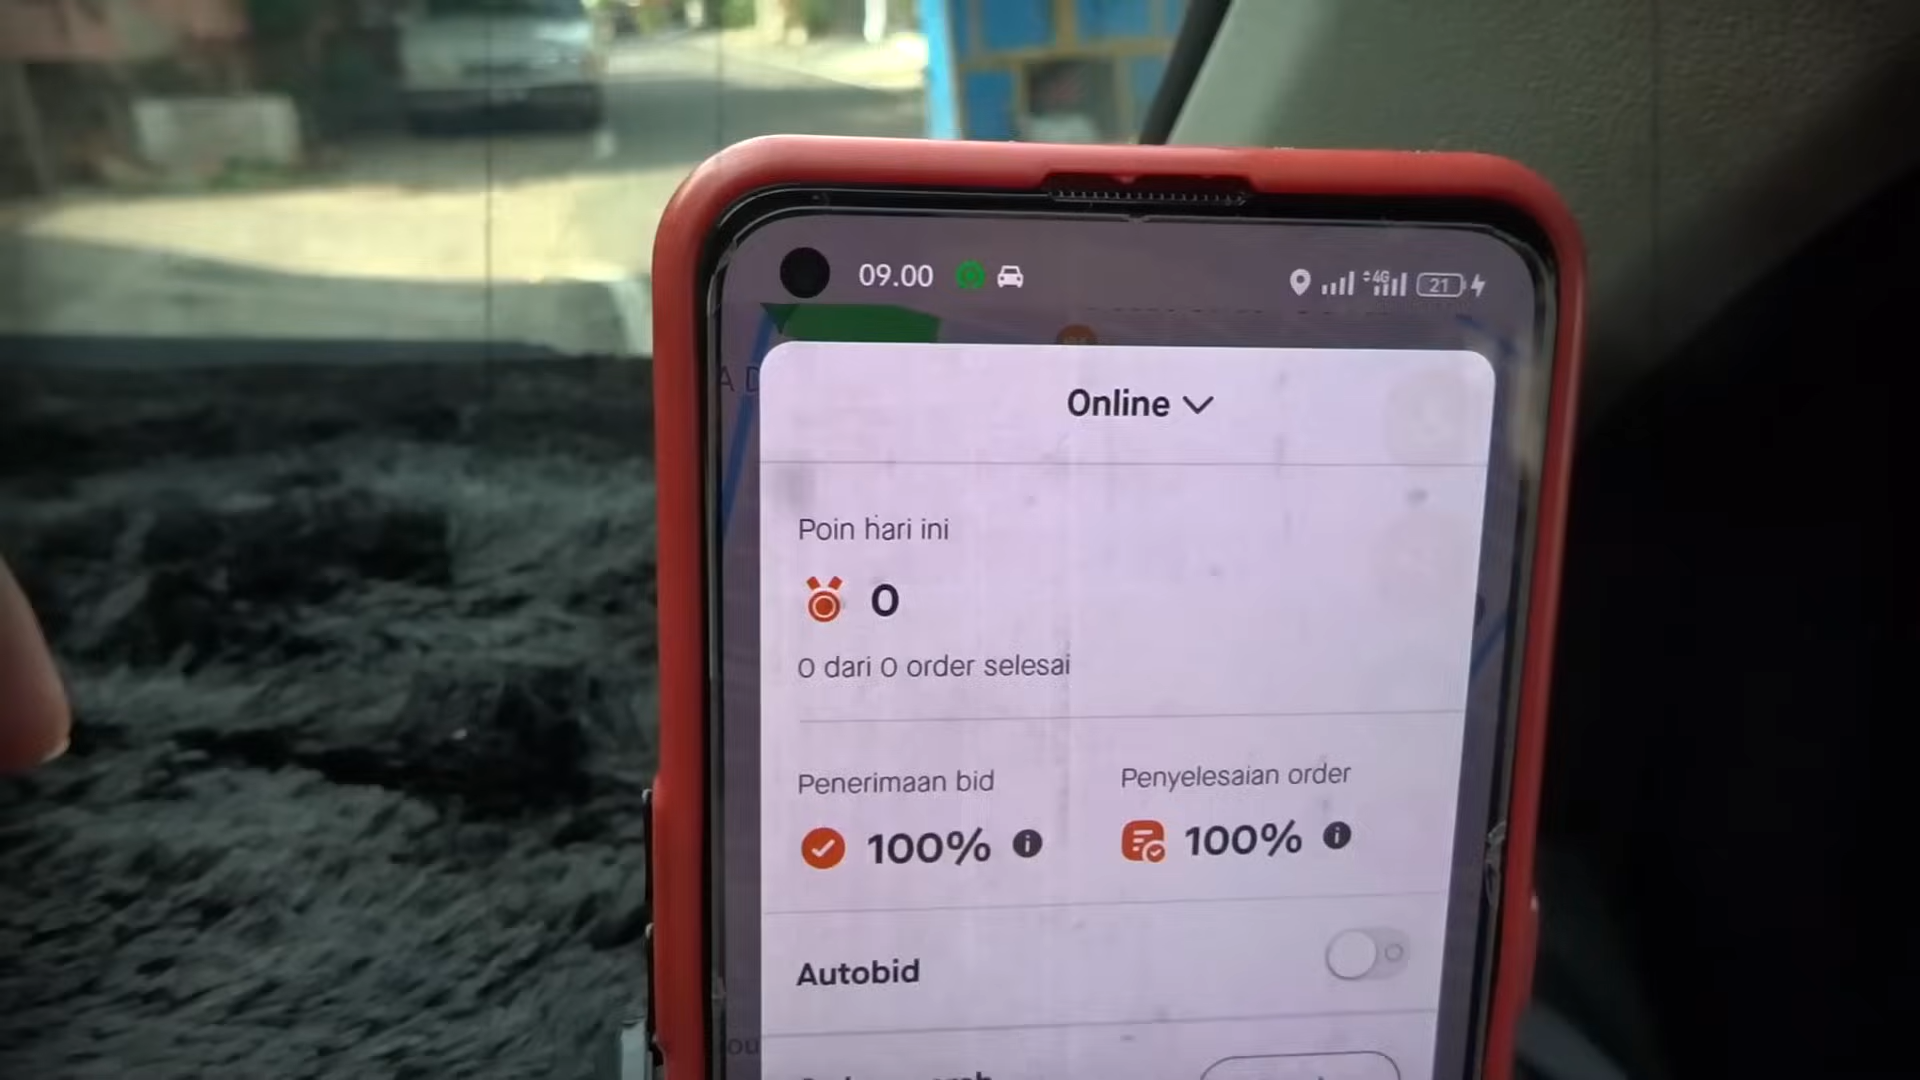 09.00
4G
21
Online
Poin hari ini
0
0 dari 0 order selesai
Penerimaan bid
Penyelesaian order
100%
100%
Autobid